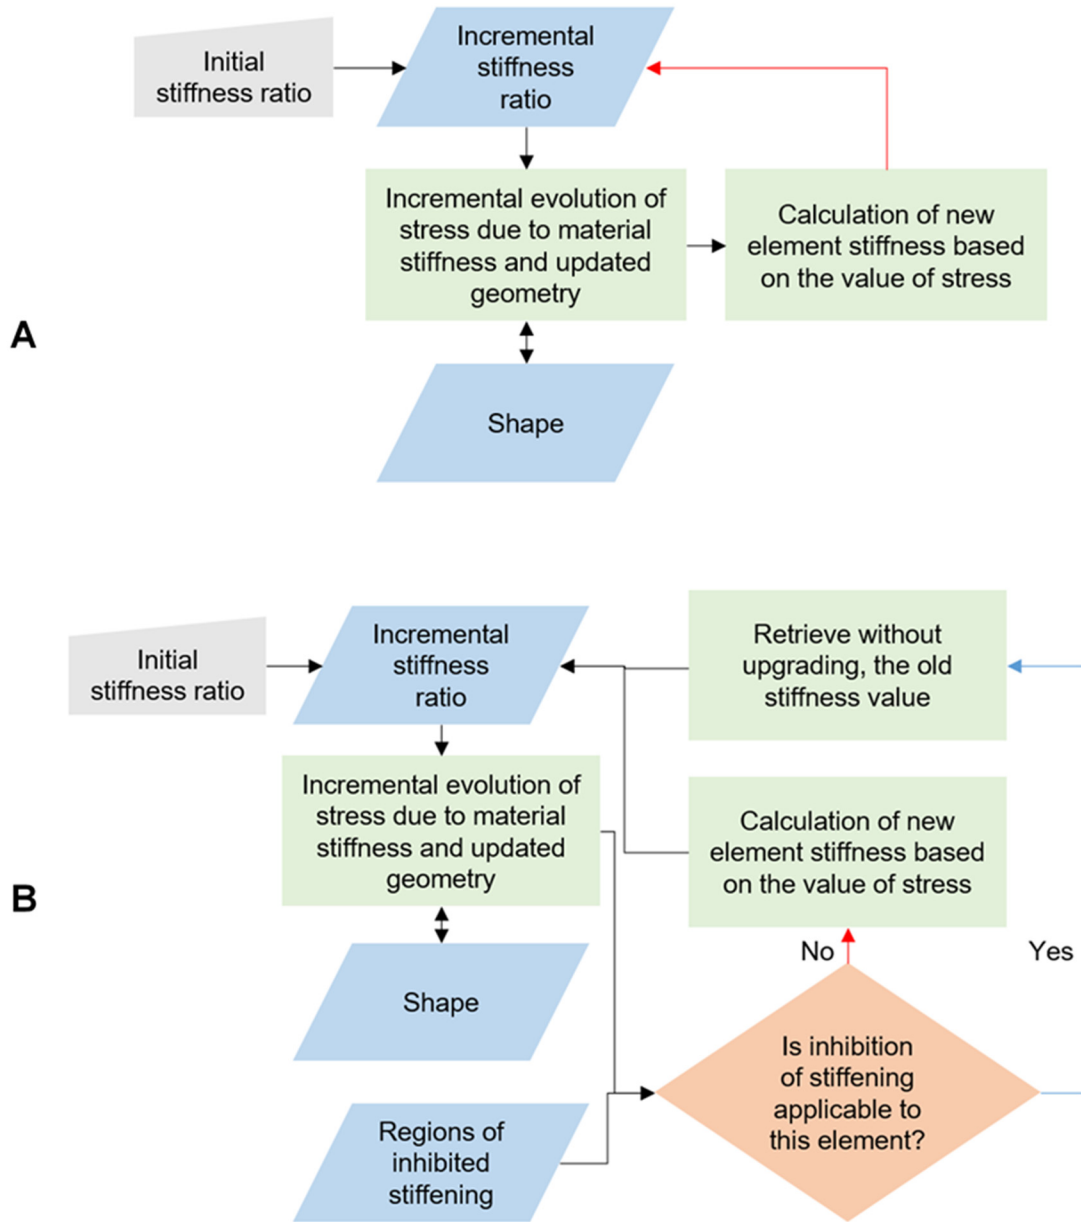 Initial
stiffness ratio
Incremental
stiffness
ratio
Incremental evolution of
stress due to material
stiffness and updated
geometry
Calculation of new
element stiffness based
on the value of stress
A
Shape
Initial
stiffness ratio
Incremental
stiffness
ratio
Retrieve without
upgrading, the old
stiffness value
Incremental evolution of
stress due to material
stiffness and updated
geometry
Calculation of new
element stiffness based
on the value of stress
B
No
Yes
Shape
Is inhibition
of stiffening
applicable to
this element?
Regions of
inhibited
stiffening